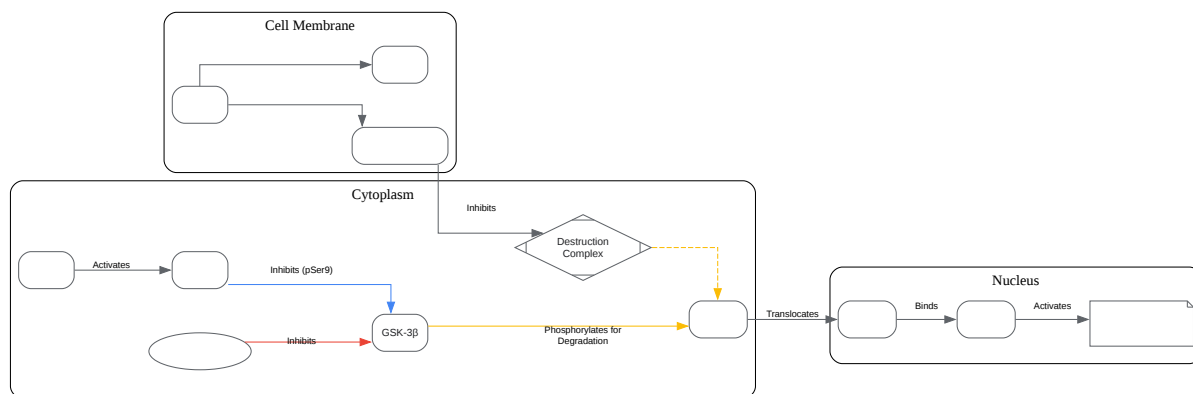 Cell Membrane
Cytoplasm
Inhibits
Destruction
Complex
Activates
Inhibits (pSer9)
GSK-3β
Inhibits
Phosphorylates for
Degradation
Translocates
Nucleus
Binds
Activates